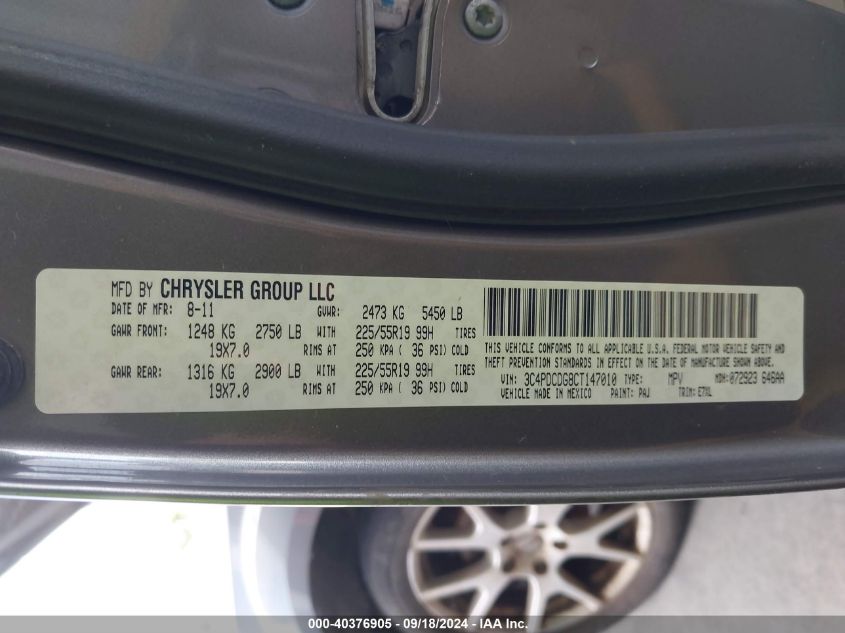 MFD BY CHRYSLER GROUP LLC
DATE OF MFR: 8-11 GVWR: 2473 KG 5450 LB
GAWR FRONT: 1248 KG 2750 LB WITH 225/55R19 99H TIRES
19X7.0 RIMS AT 250 KPA ( 36 PSI) COLD
GAWR REAR: 1316 KG 2900 LB WITH 225/55R19 99H TIRES
19X7.0 RIMS AT 250 KPA ( 36 PSI) COLD
THIS VEHICLE CONFORMS TO ALL APPLICABLE U.S.A. FEDERAL MOTOR VEHICLE SAFETY AND
THEFT PREVENTION STANDARDS IN EFFECT ON THE DATE OF MANUFACTURE SHOWN ABOVE.
VIN: 3C4PDCDG8CT147010 TYPE: MPV MDH: 072923 646AA
VEHICLE MADE IN MEXICO PAINT: PAJ TRIM: E7XL
000-40376905 - 09/18/2024 - IAA Inc.